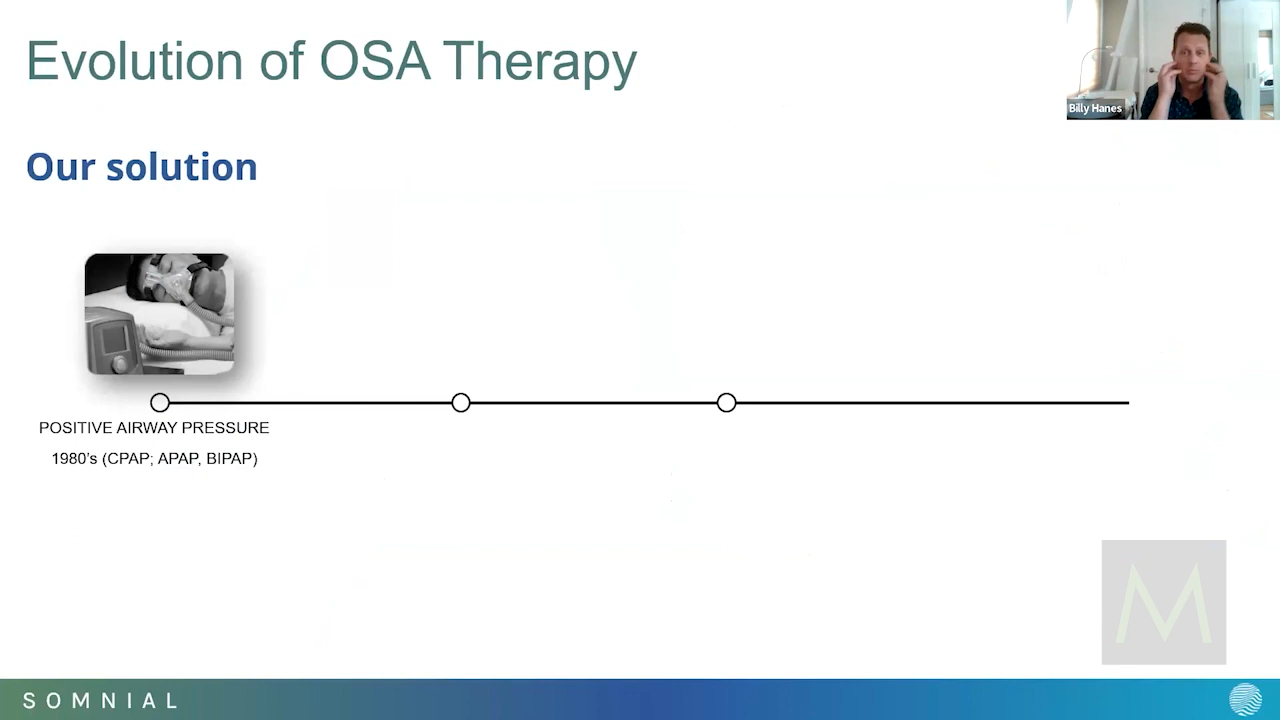 Evolution of OSA Therapy
Billy Hanes
Our solution
POSITIVE AIRWAY PRESSURE
1980's (CPAP; APAP, BIPAP)
M
SOMNIAL